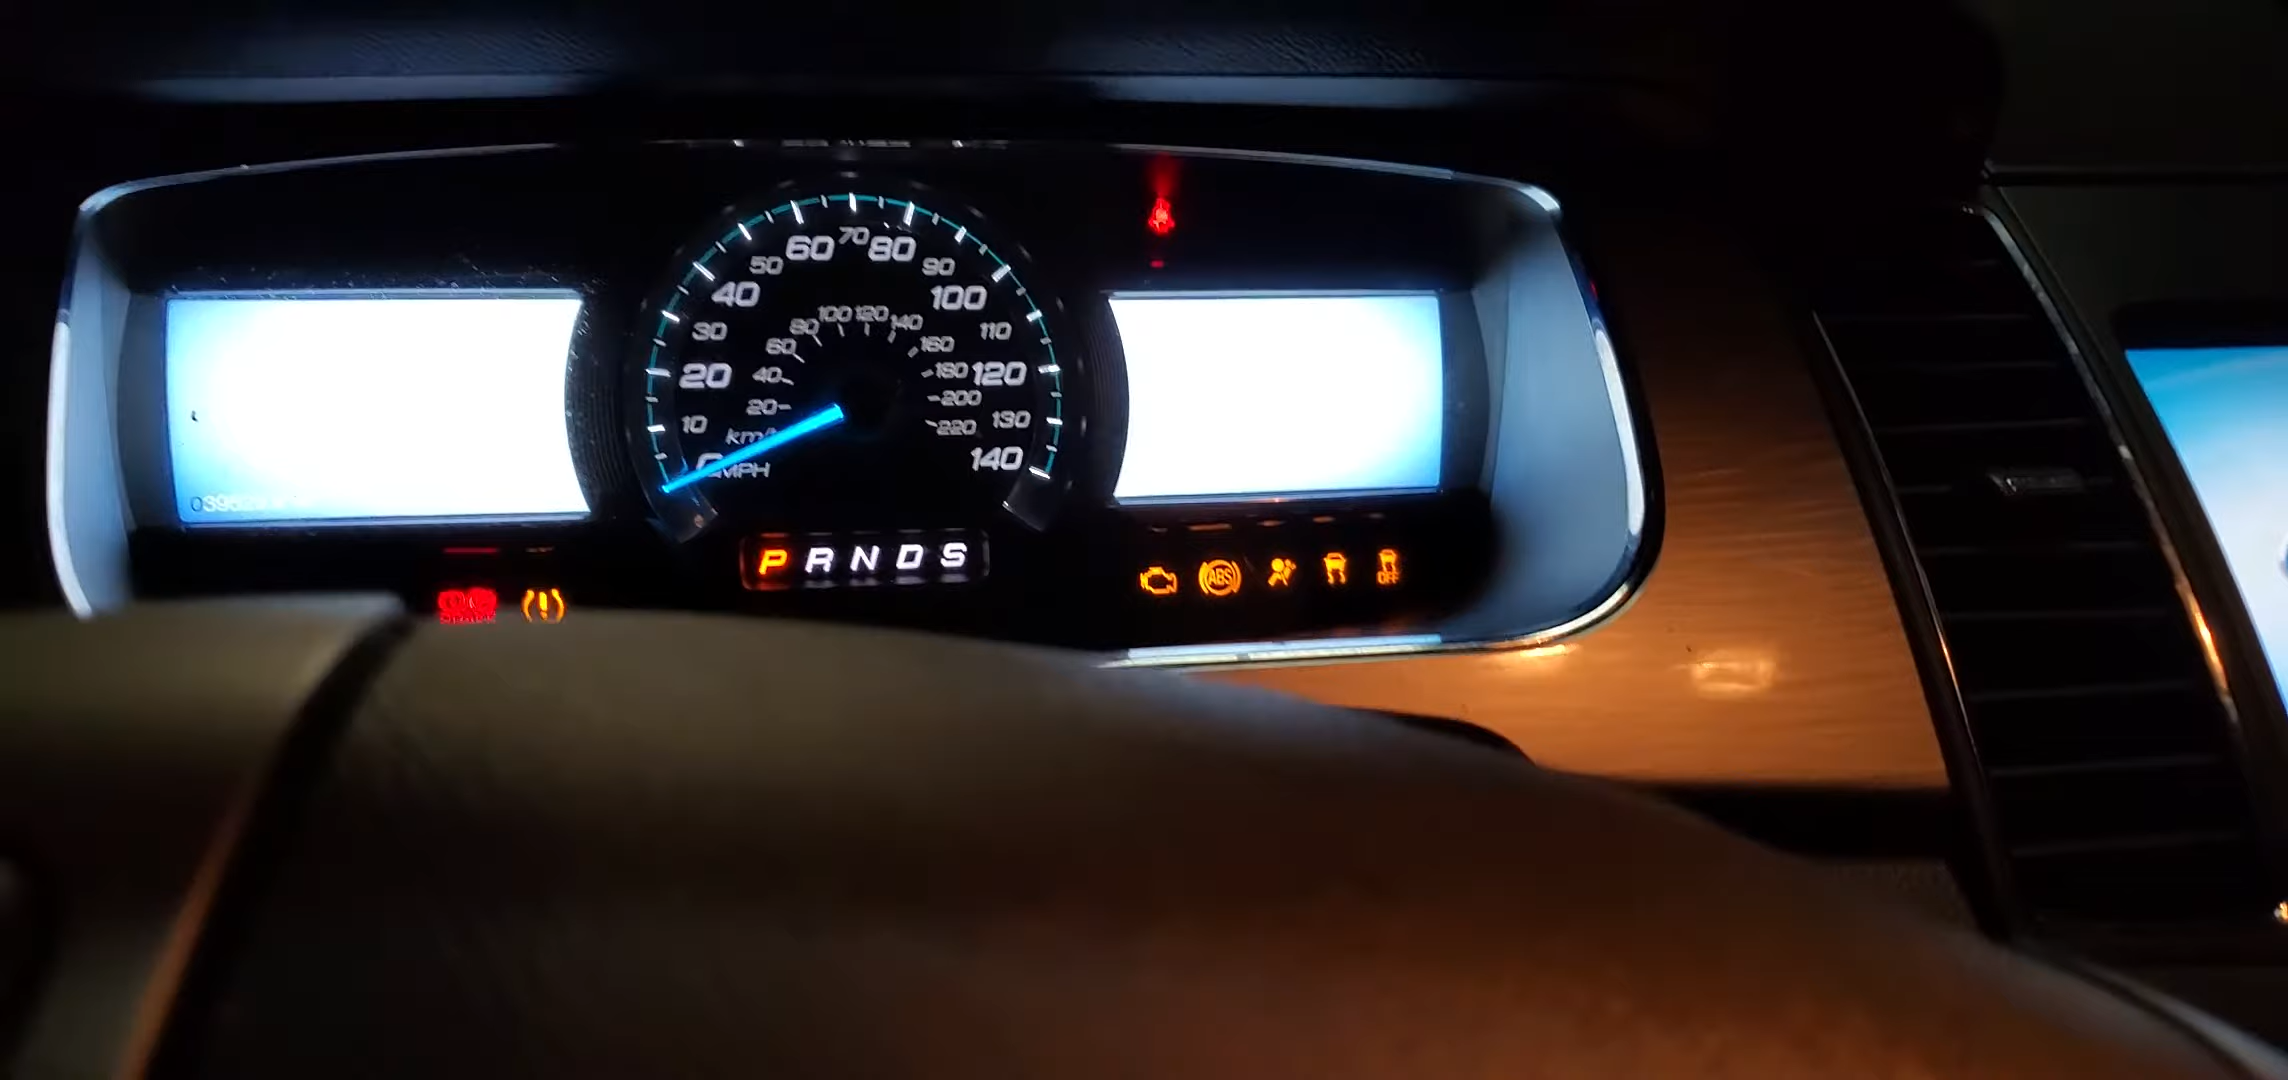 70
60 80
50 90
40 100
100 120
80 140
30 110
60 160
20 40 180 120
20 200
10 220 130
km/h
0 MPH 140
P R N D S
ABS
OFF